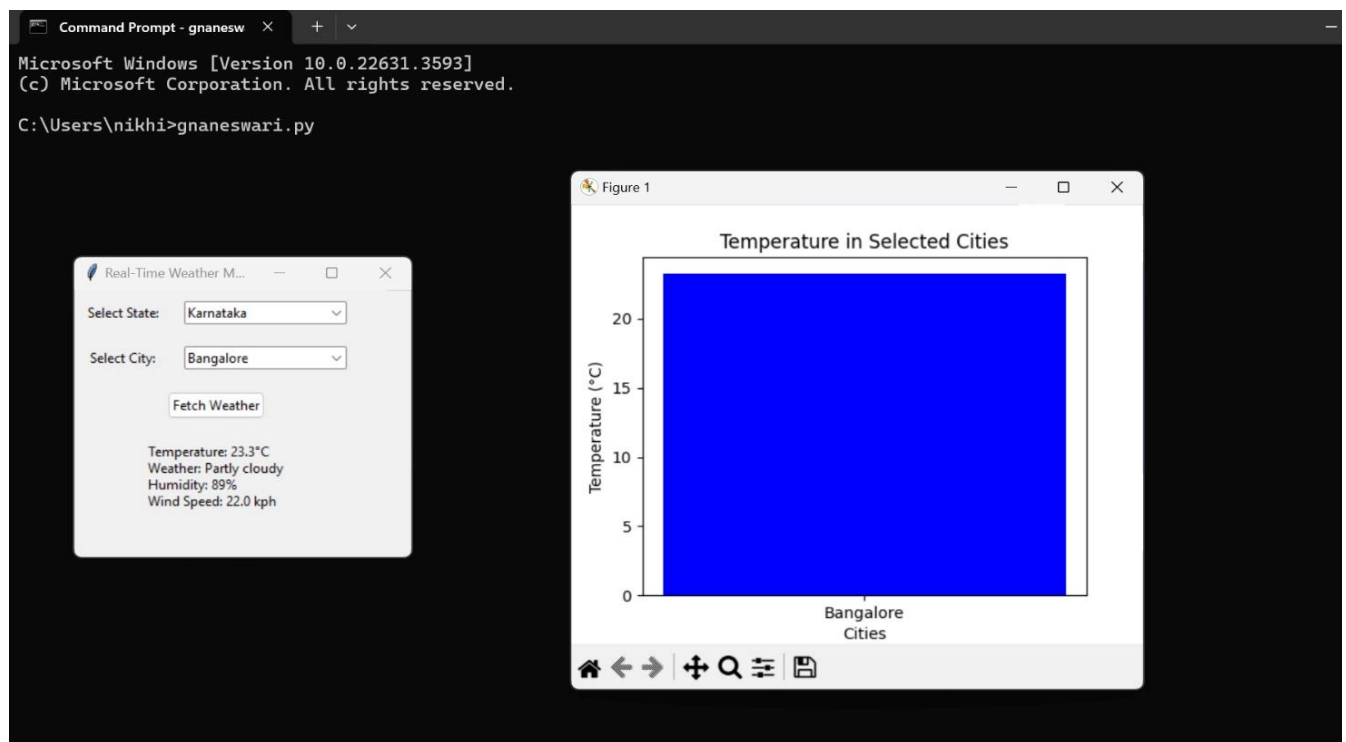 Command Prompt - gnanesw
Microsoft Windows [Version 10.0.22631.3593]
(c) Microsoft Corporation. All rights reserved.
C:\Users\nikhi>gnaneswari.py
Real-Time Weather M...
Select State: Karnataka
Select City: Bangalore
Fetch Weather
Temperature: 23.3°C
Weather: Partly cloudy
Humidity: 89%
Wind Speed: 22.0 kph
Figure 1
Temperature in Selected Cities
Temperature (°C)
20
15
10
5
0
Bangalore
Cities